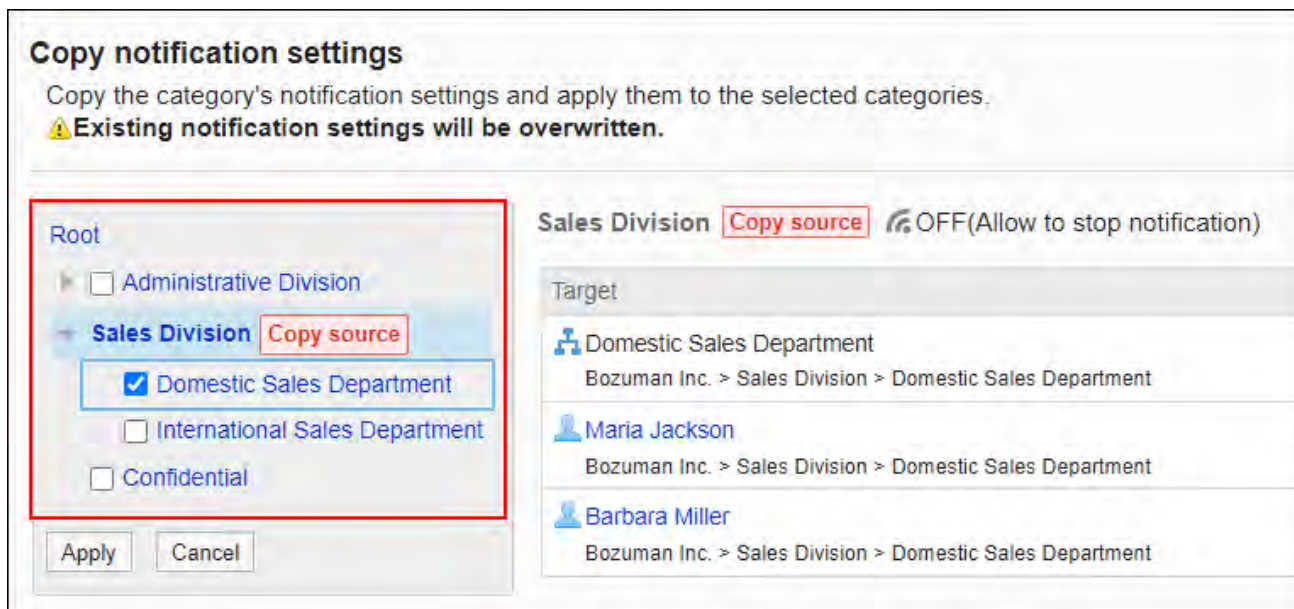 Copy notification settings
Copy the category's notification settings and apply them to the selected categories.
Existing notification settings will be overwritten.
Root
Administrative Division
Sales Division Copy source
Domestic Sales Department
International Sales Department
Confidential
Apply Cancel
Sales Division Copy source OFF(Allow to stop notification)
Target
Domestic Sales Department
Bozuman Inc. > Sales Division > Domestic Sales Department
Maria Jackson
Bozuman Inc. > Sales Division > Domestic Sales Department
Barbara Miller
Bozuman Inc. > Sales Division > Domestic Sales Department